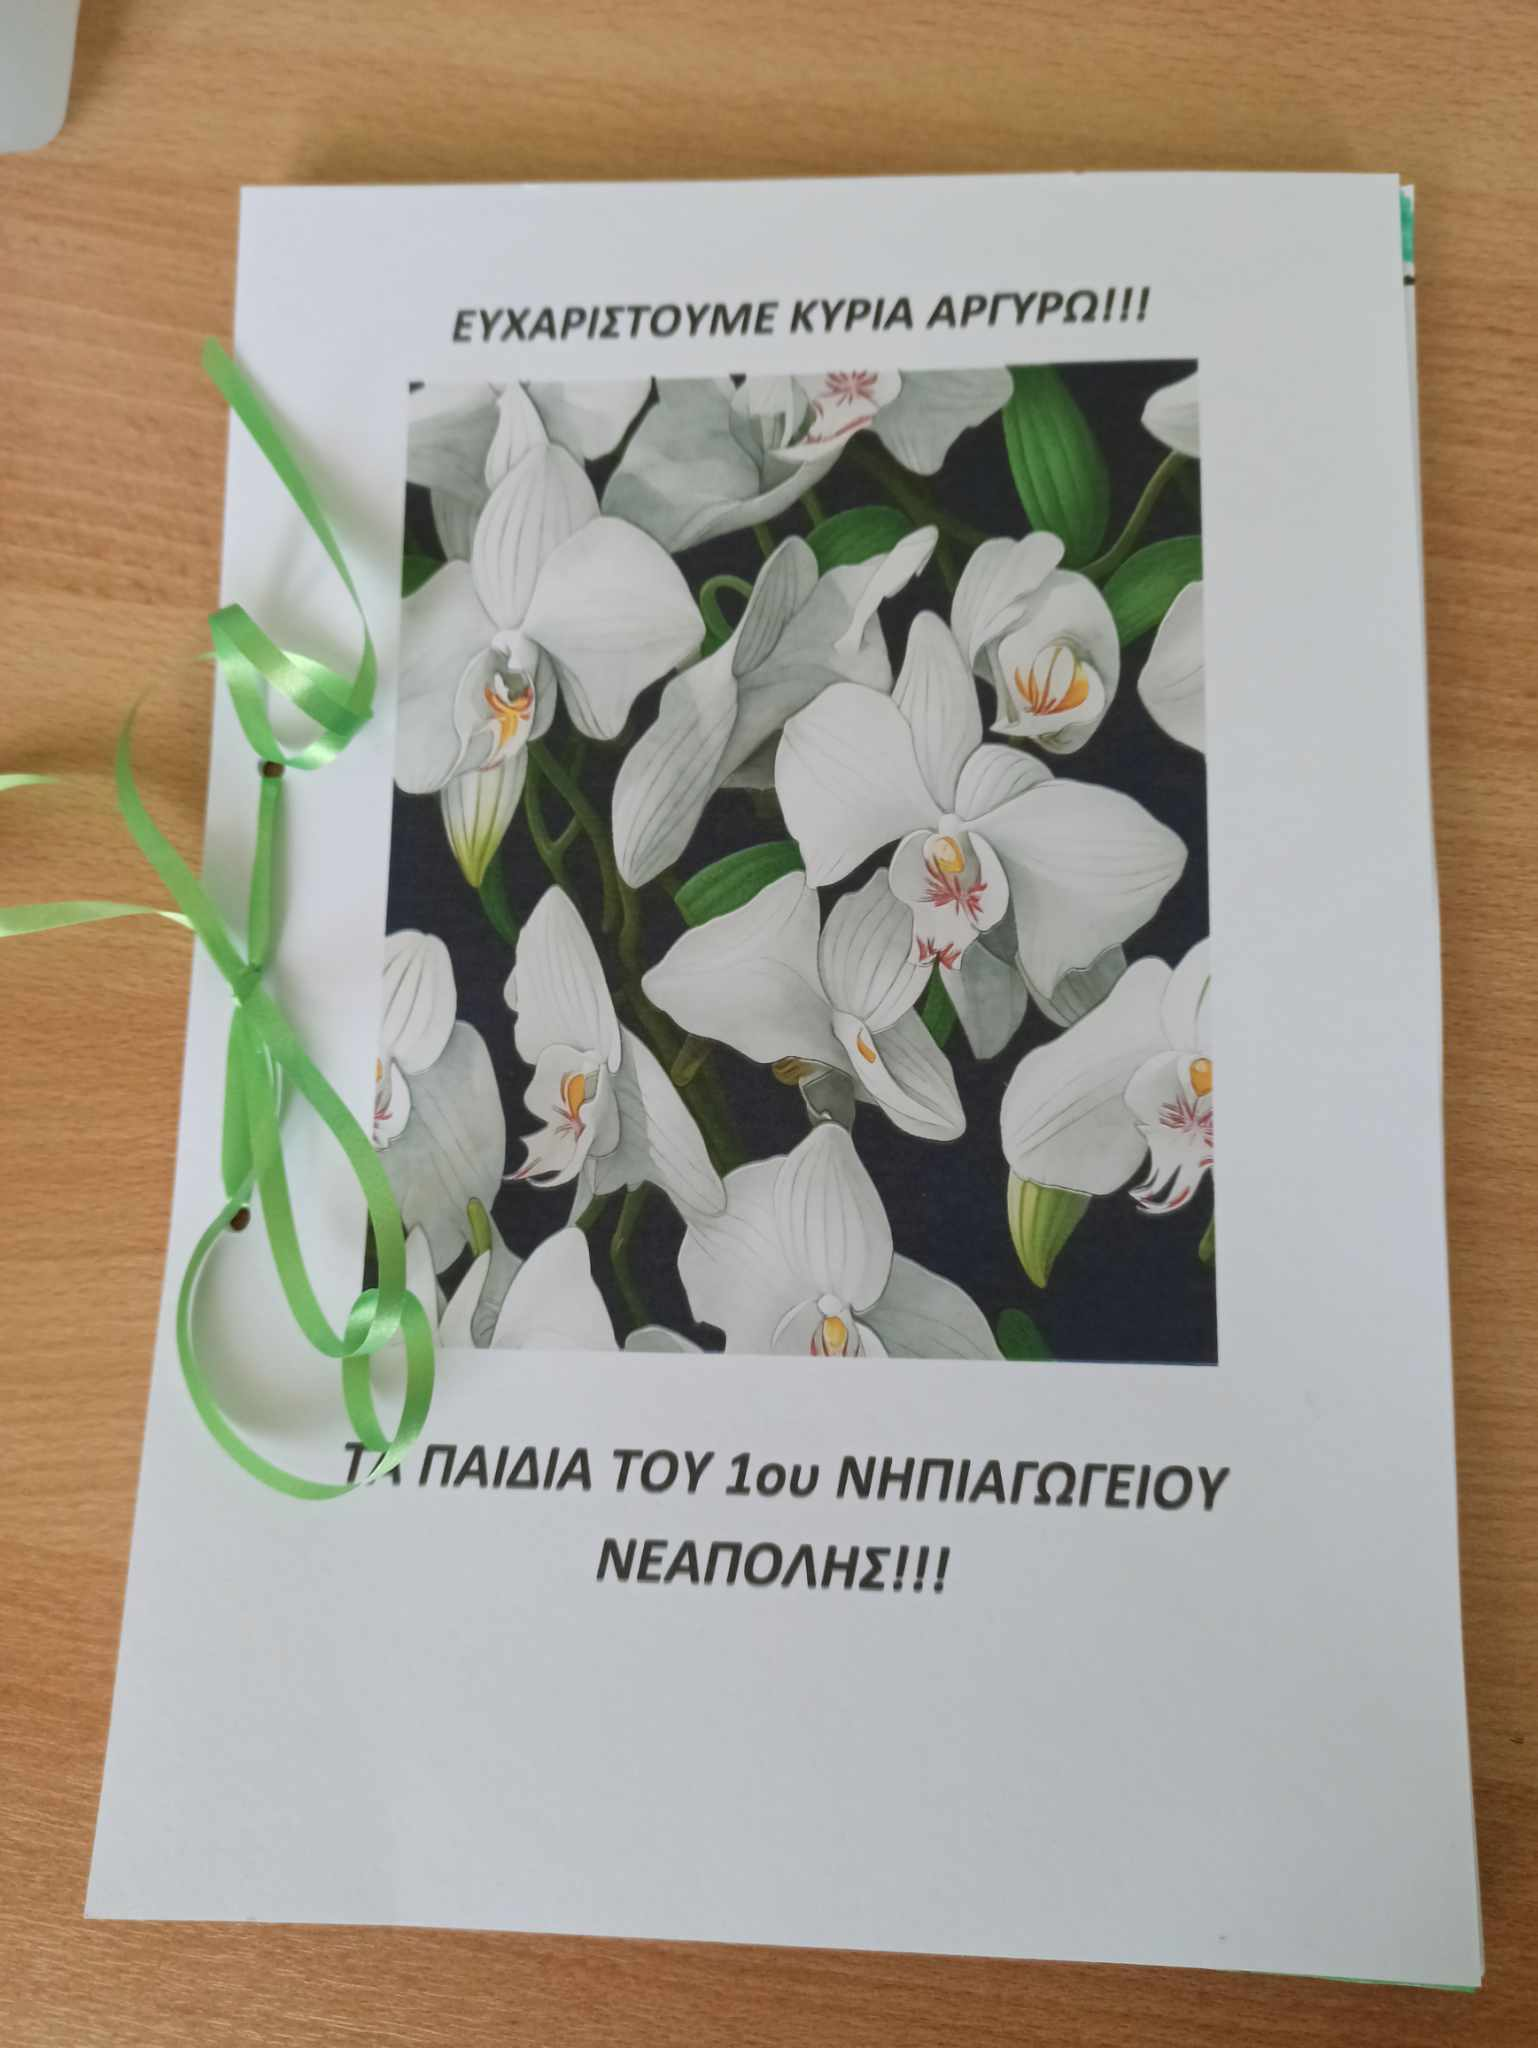 ΕΥΧΑΡΙΣΤΟΥΜΕ ΚΥΡΙΑ ΑΡΓΥΡΩ!!!
ΤΑ ΠΑΙΔΙΑ ΤΟΥ 1ου ΝΗΠΙΑΓΩΓΕΙΟΥ
ΝΕΑΠΟΛΗΣ!!!